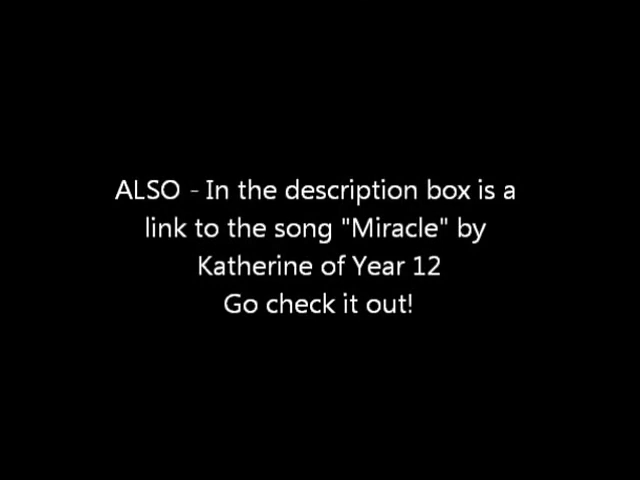 ALSO - In the description box is a
link to the song "Miracle" by
Katherine of Year 12
Go check it out!